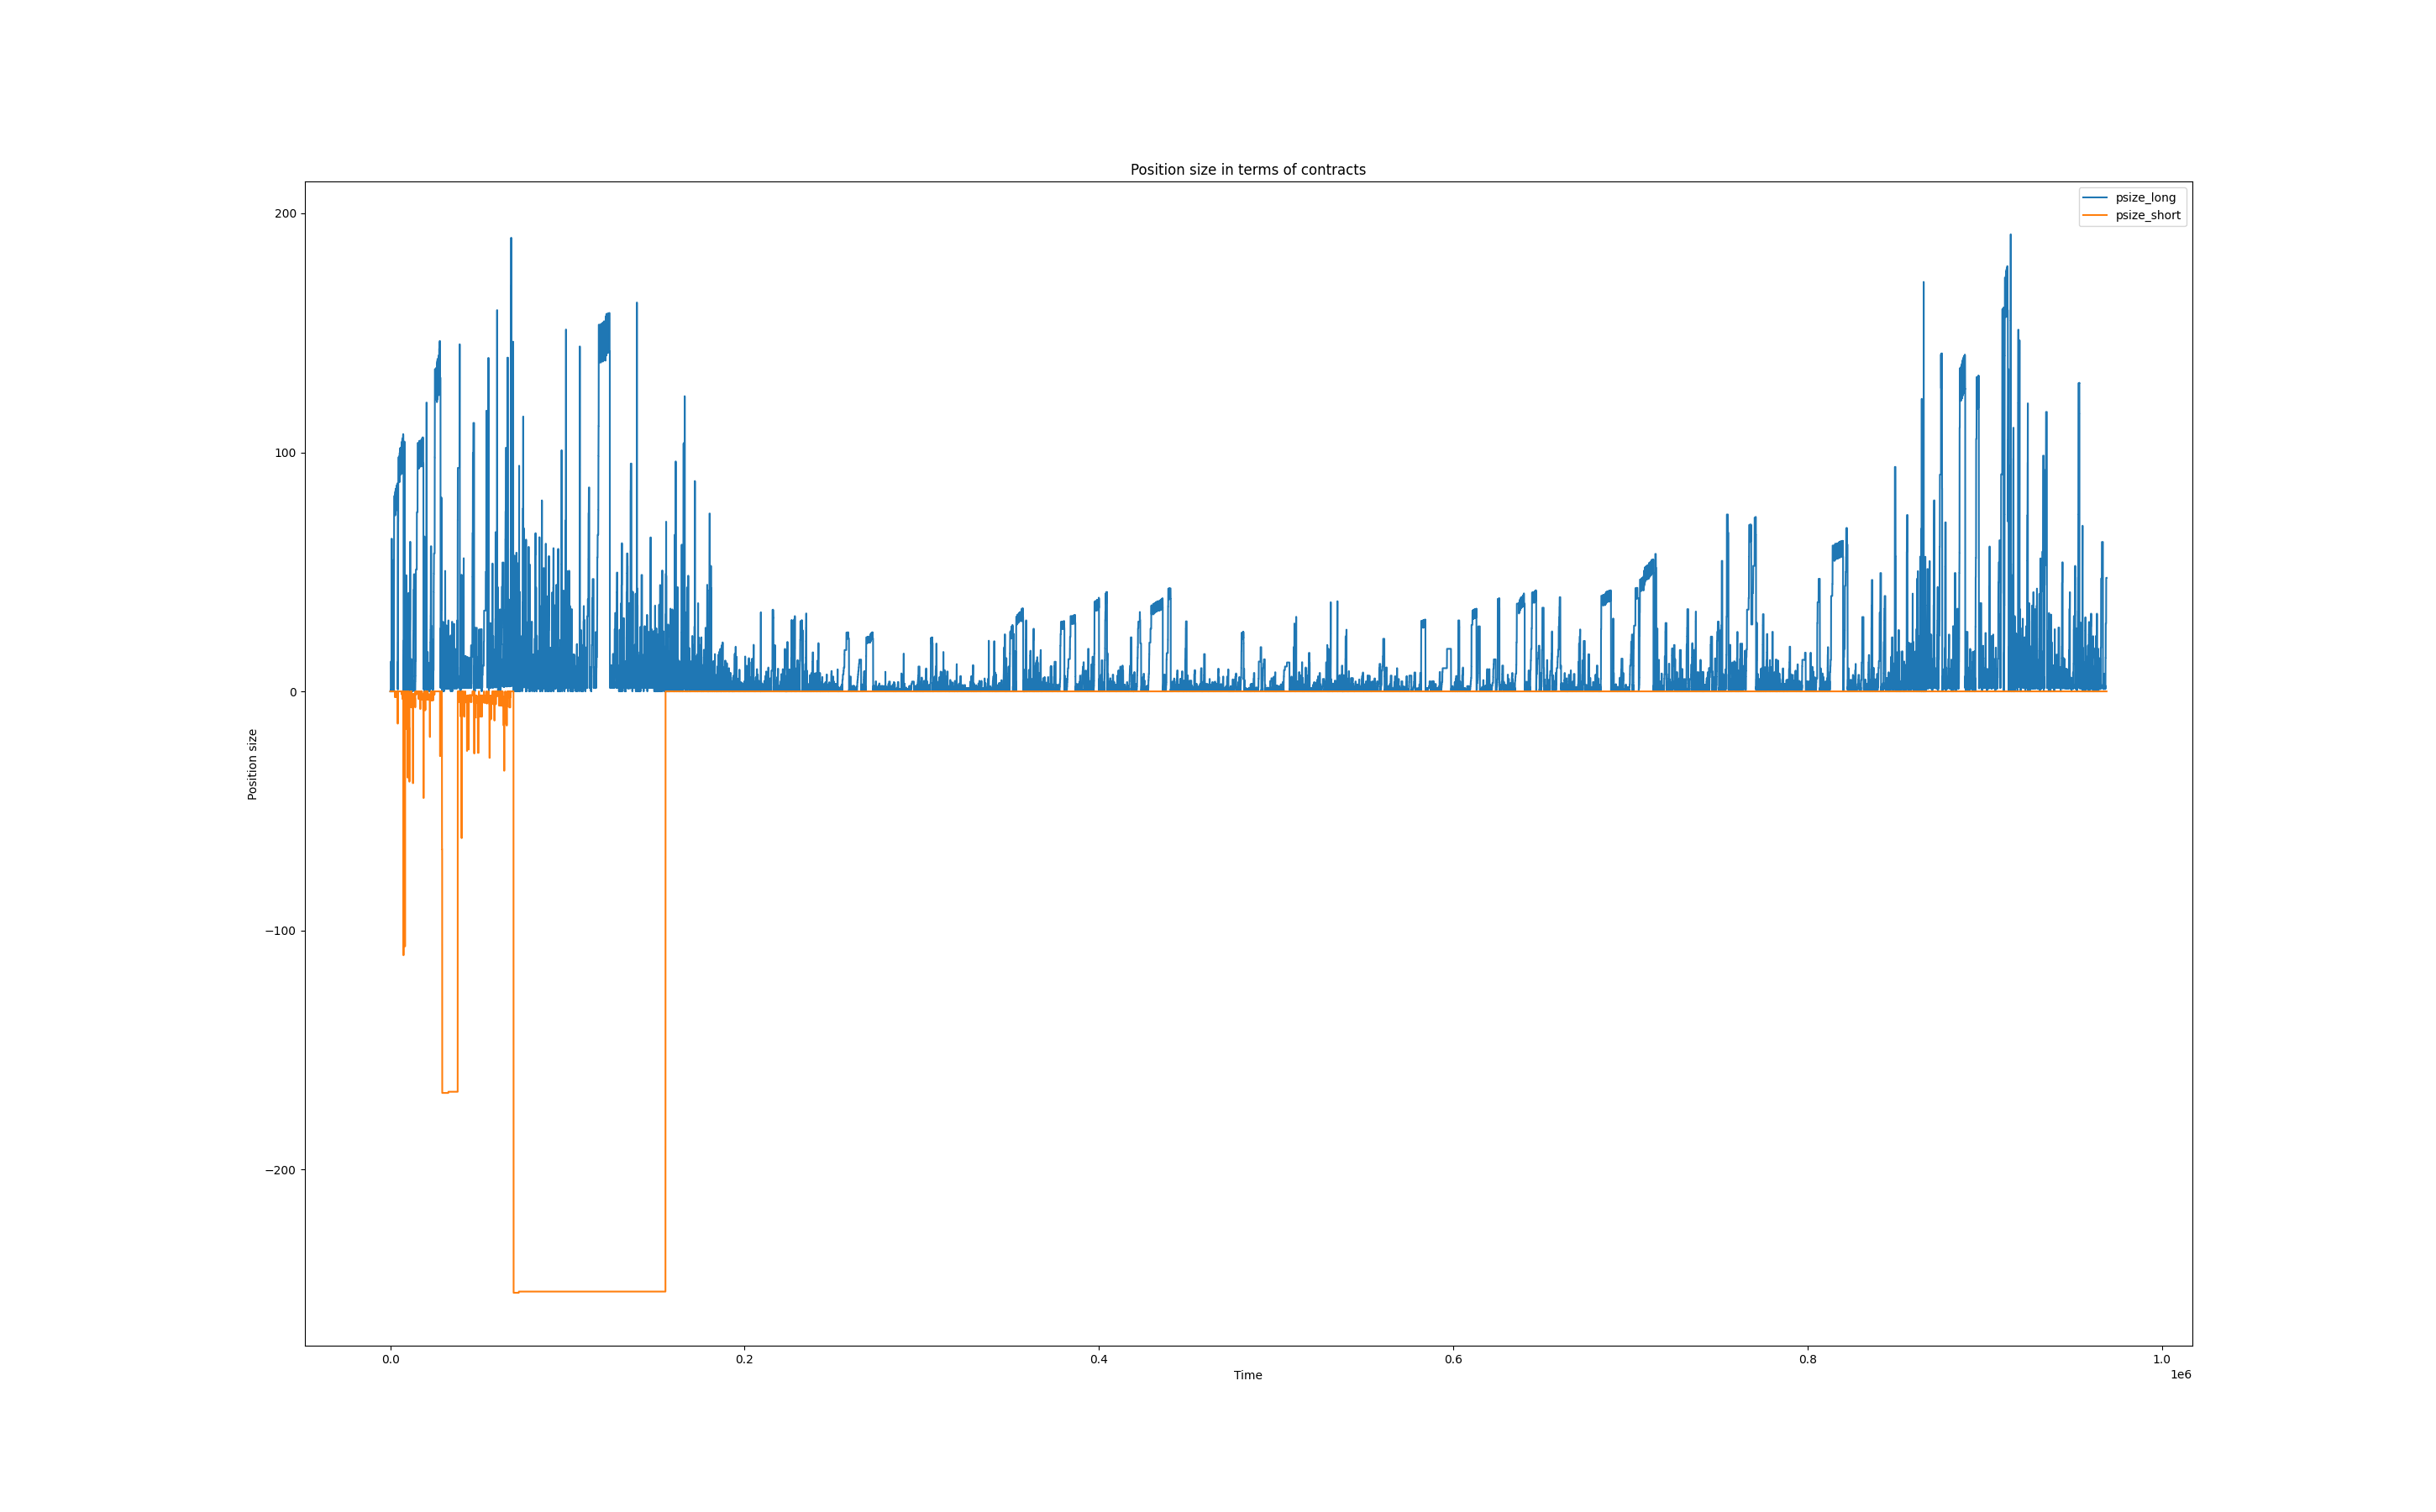 Position size in terms of contracts
psize_long
psize_short
200
100
0
−100
−200
Position size
0.0
0.2
0.4
0.6
0.8
1.0
1e6
Time